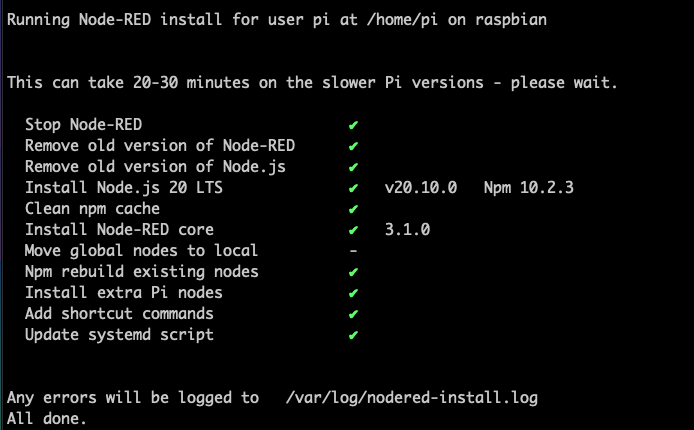 Running Node-RED install for user pi at /home/pi on raspbian
This can take 20-30 minutes on the slower Pi versions - please wait.
Stop Node-RED ✔
Remove old version of Node-RED ✔
Remove old version of Node.js ✔
Install Node.js 20 LTS ✔ v20.10.0 Npm 10.2.3
Clean npm cache ✔
Install Node-RED core ✔ 3.1.0
Move global nodes to local -
Npm rebuild existing nodes ✔
Install extra Pi nodes ✔
Add shortcut commands ✔
Update systemd script ✔
Any errors will be logged to /var/log/nodered-install.log
All done.